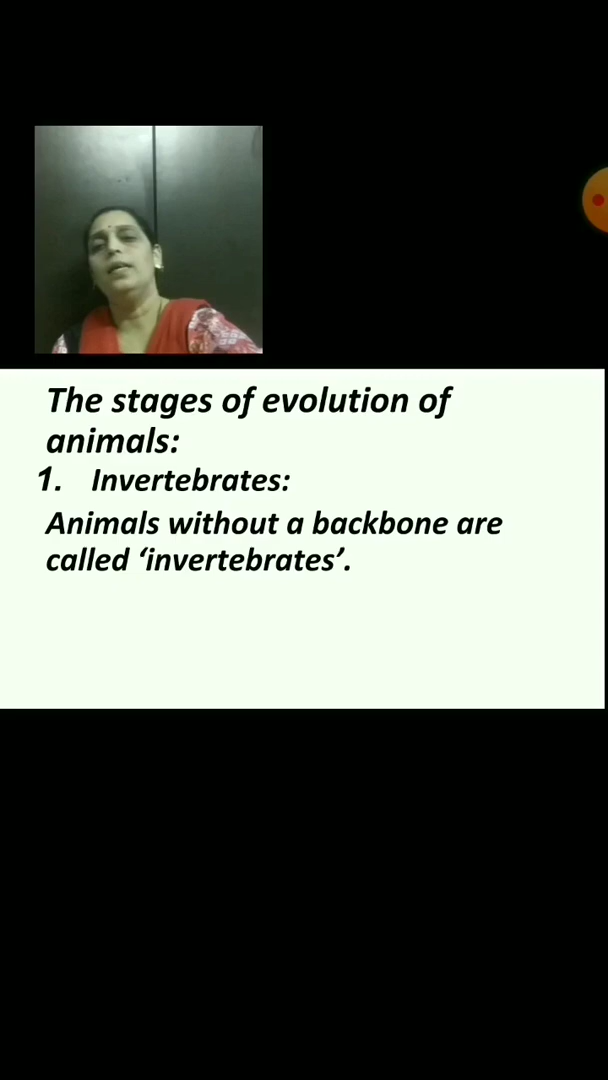 The stages of evolution of
animals:
1. Invertebrates:
Animals without a backbone are
called ‘invertebrates’.